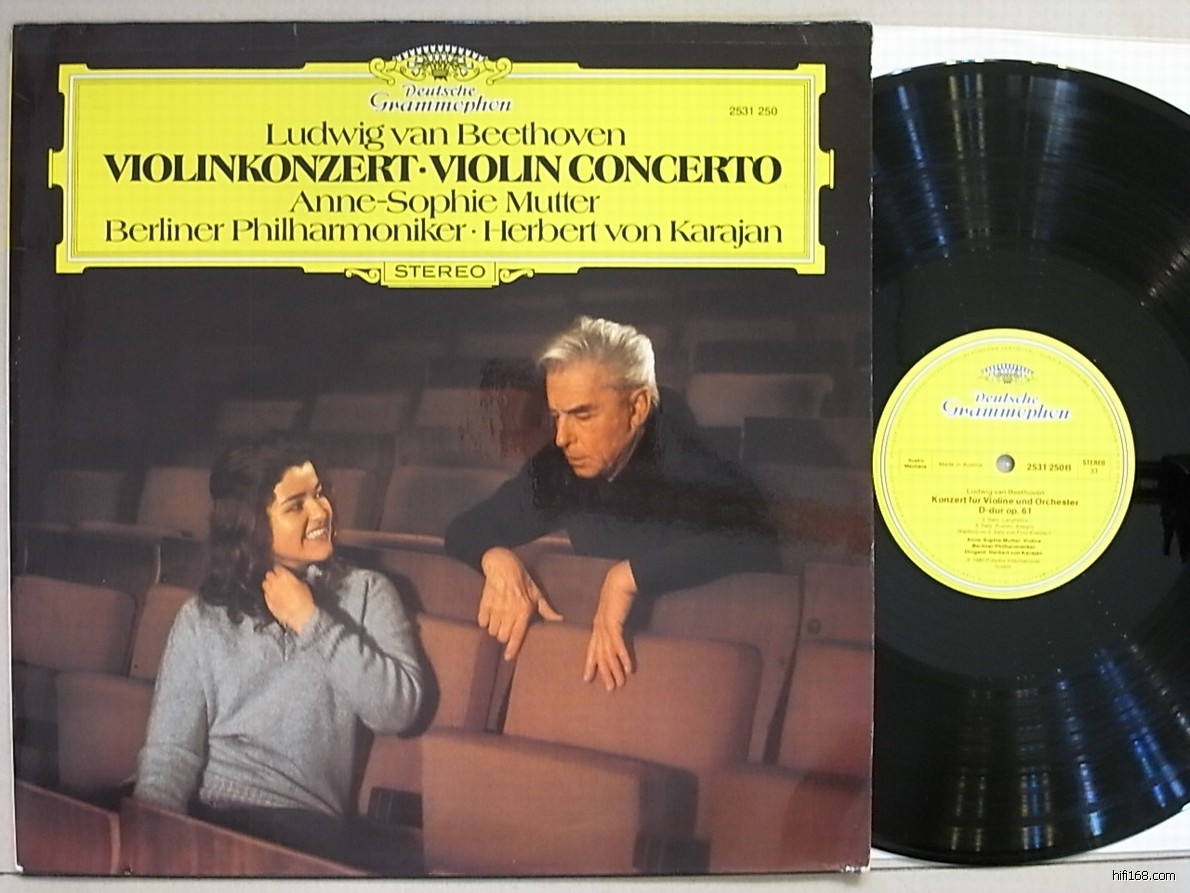 Deutsche
Grammophon
2531 250
Ludwig van Beethoven
VIOLINKONZERT · VIOLIN CONCERTO
Anne-Sophie Mutter
Berliner Philharmoniker · Herbert von Karajan
STEREO
Deutsche
Grammophon
Made in Austria
2531 250 B
STEREO
33
Ludwig van Beethoven
Konzert für Violine und Orchester
D-dur op. 61
Anne-Sophie Mutter, Violine
Berliner Philharmoniker
Dirigent: Herbert von Karajan
hifi168.com